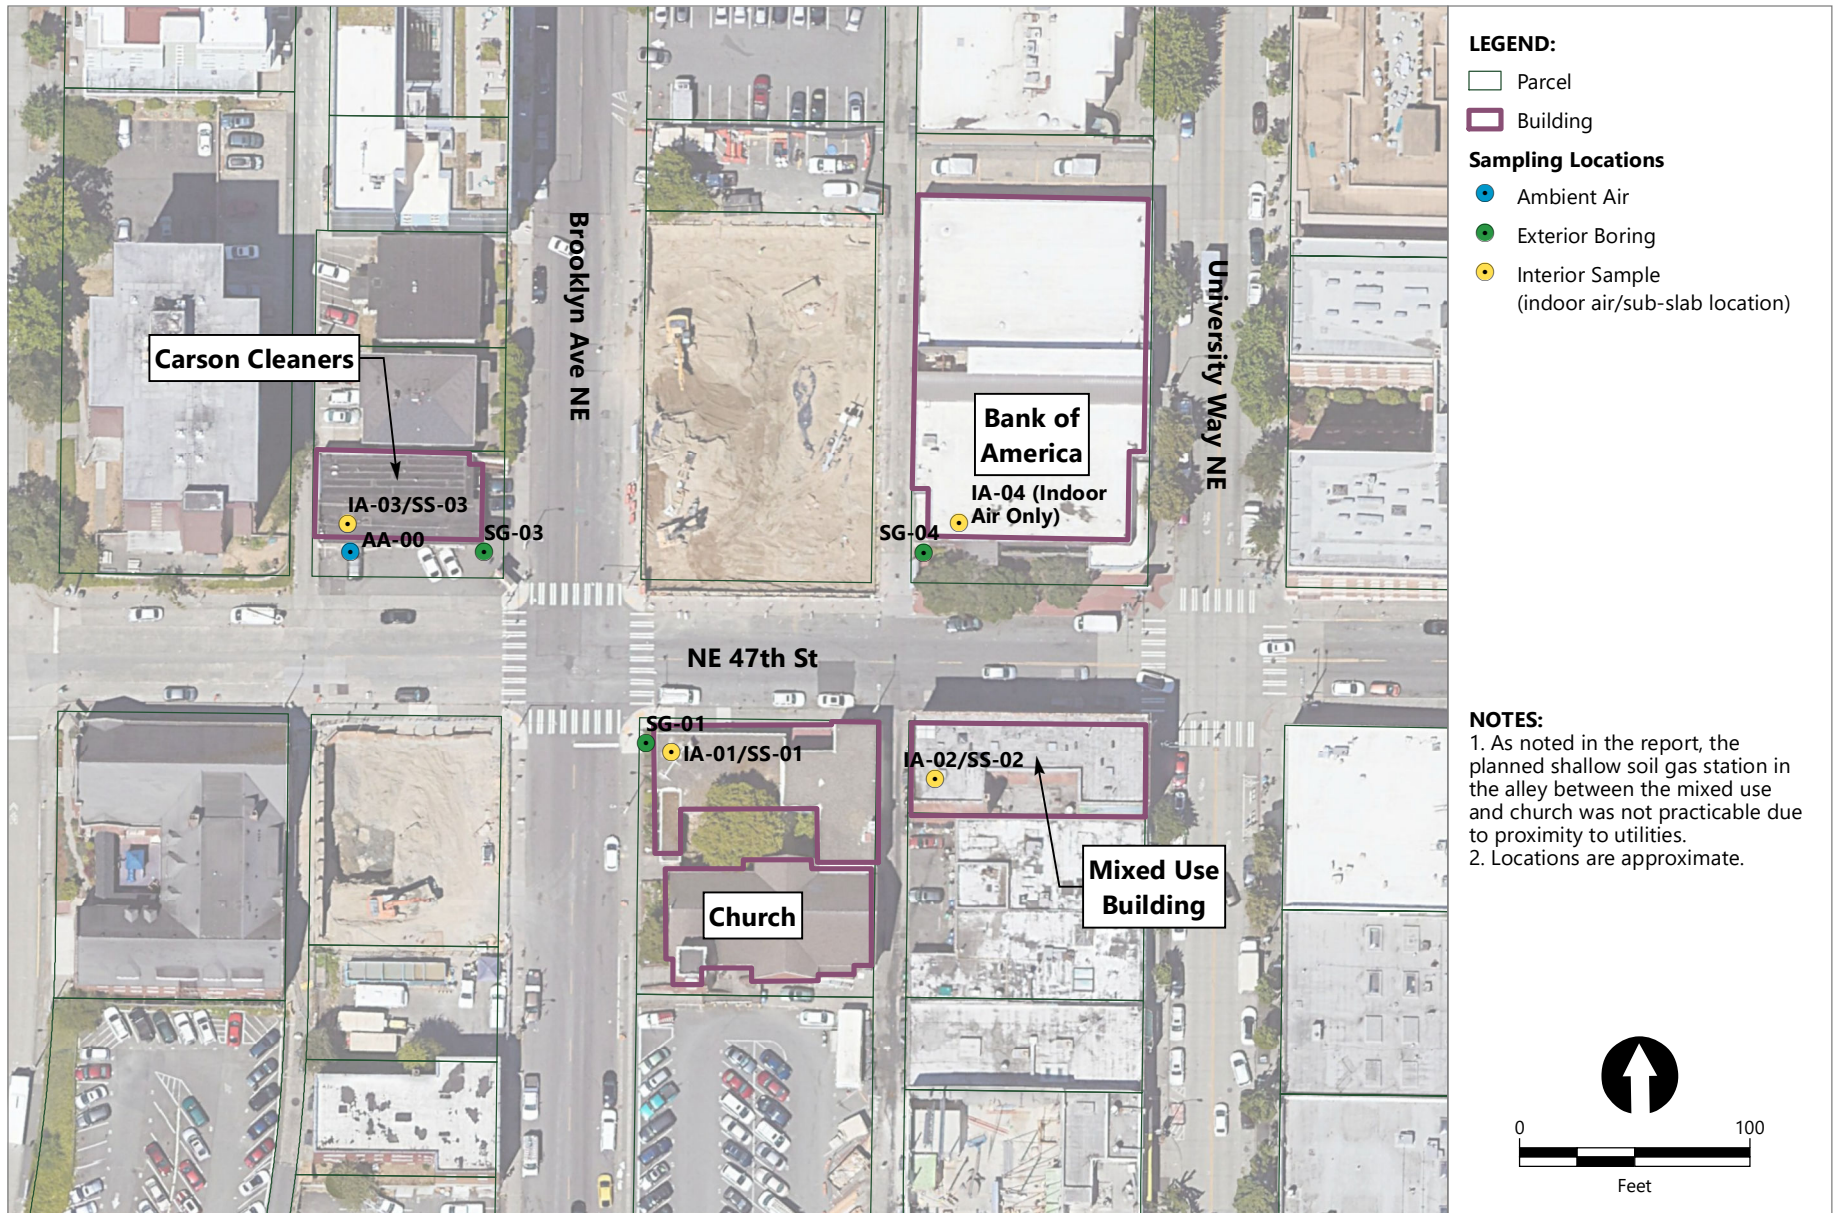 LEGEND:
Parcel
Building
Sampling Locations
Ambient Air
Exterior Boring
Interior Sample
(indoor air/sub-slab location)
Brooklyn Ave NE
University Way NE
Carson Cleaners
Bank of
America
IA-04 (Indoor
Air Only)
IA-03/SS-03
AA-00
SG-03
SG-04
NE 47th St
SG-01
IA-01/SS-01
IA-02/SS-02
Mixed Use
Building
Church
NOTES:
1. As noted in the report, the
planned shallow soil gas station in
the alley between the mixed use
and church was not practicable due
to proximity to utilities.
2. Locations are approximate.
0 100
Feet